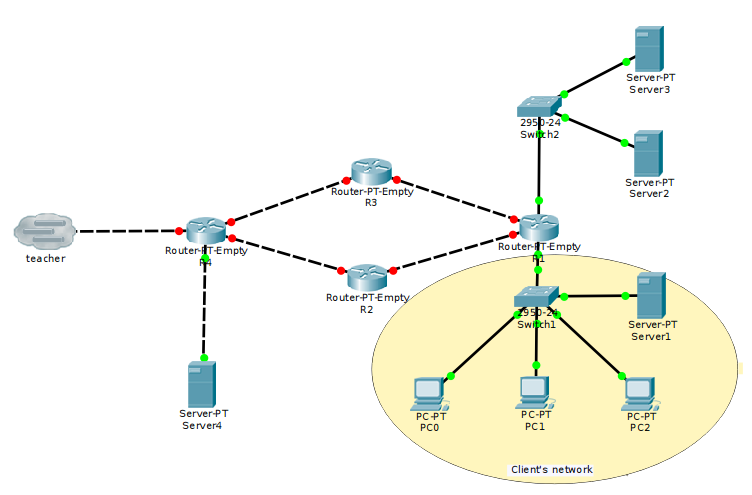 Server-PT
Server3
2950-24
Switch2
Server-PT
Server2
Router-PT-Empty
R3
Router-PT-Empty
R1
Router-PT-Empty
R4
teacher
Router-PT-Empty
R2
2950-24
Switch1
Server-PT
Server1
Server-PT
Server4
PC-PT
PC0
PC-PT
PC1
PC-PT
PC2
Client's network